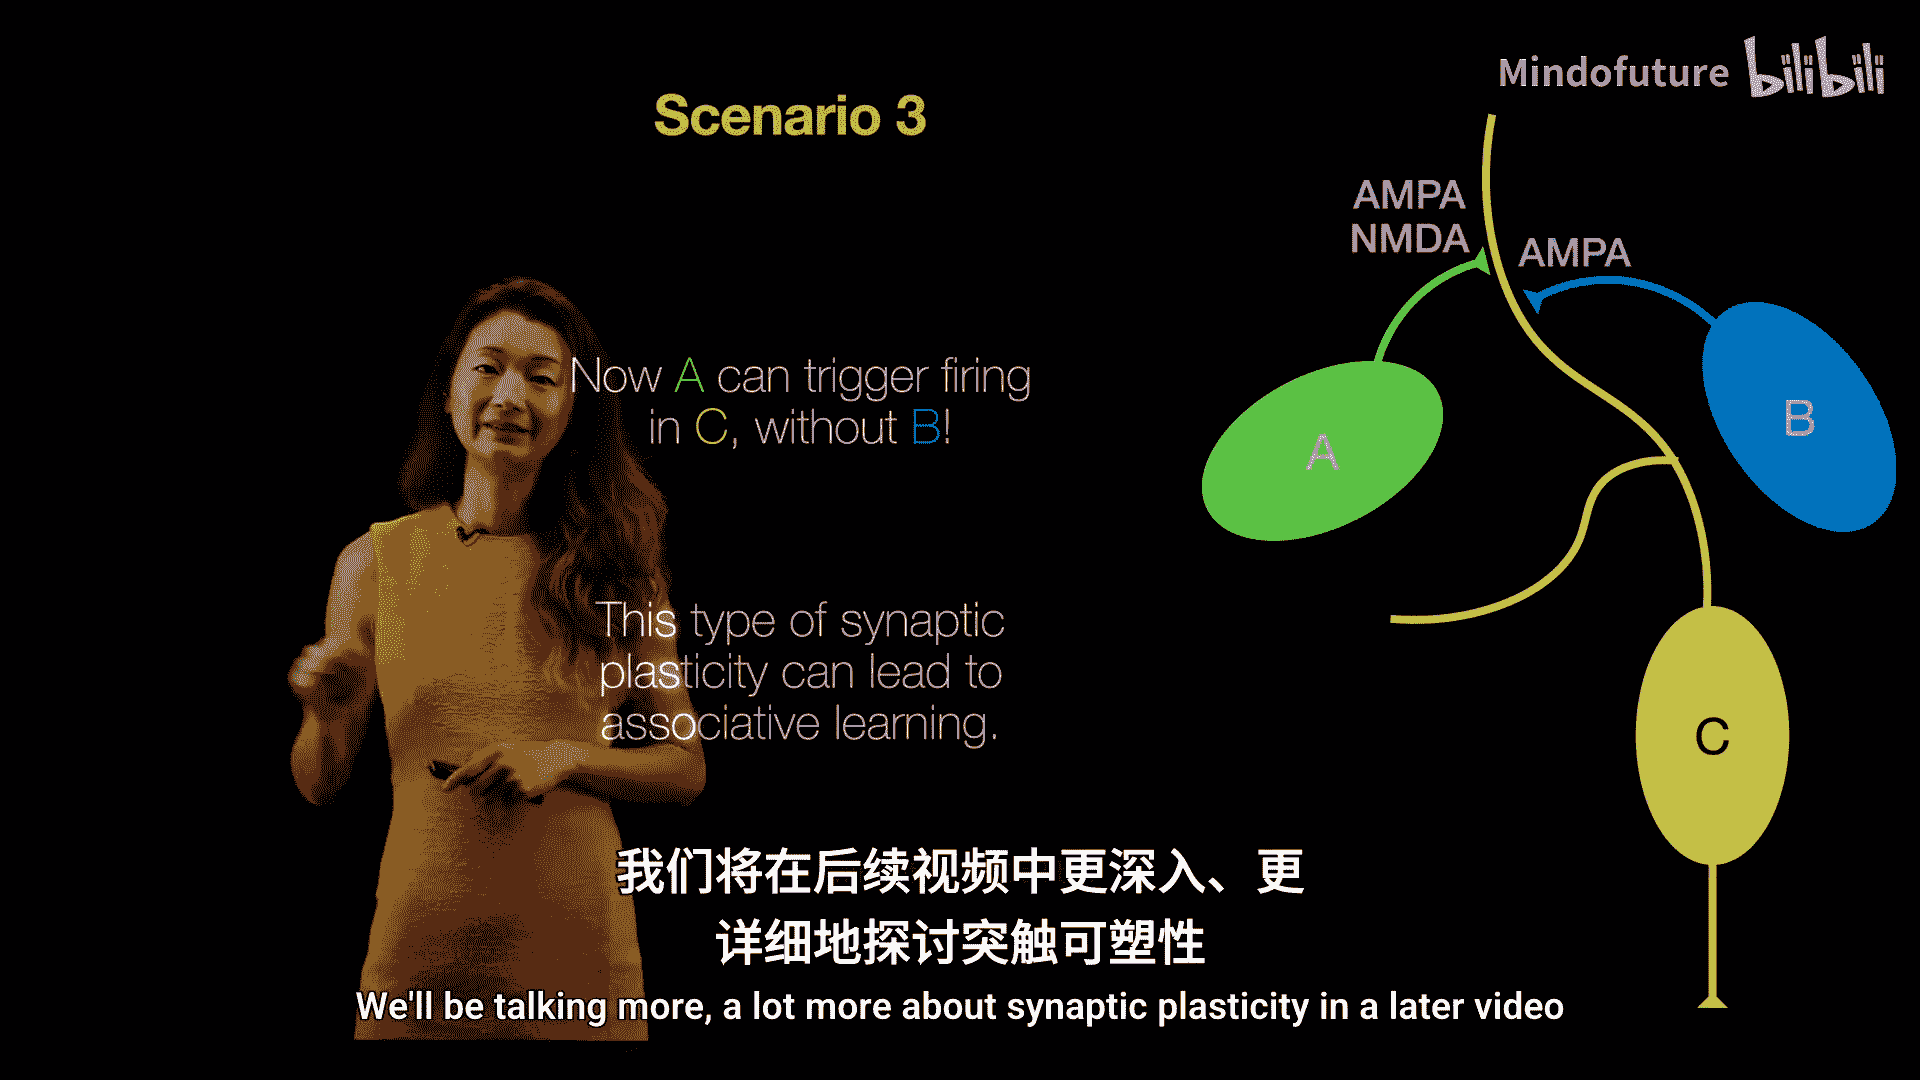 Mindofuture bilibili
Scenario 3
AMPA
NMDA
AMPA
Now A can trigger firing
in C, without B!
A
B
This type of synaptic
plasticity can lead to
associative learning.
C
我们将在后续视频中更深入、更
详细地探讨突触可塑性
We'll be talking more, a lot more about synaptic plasticity in a later video